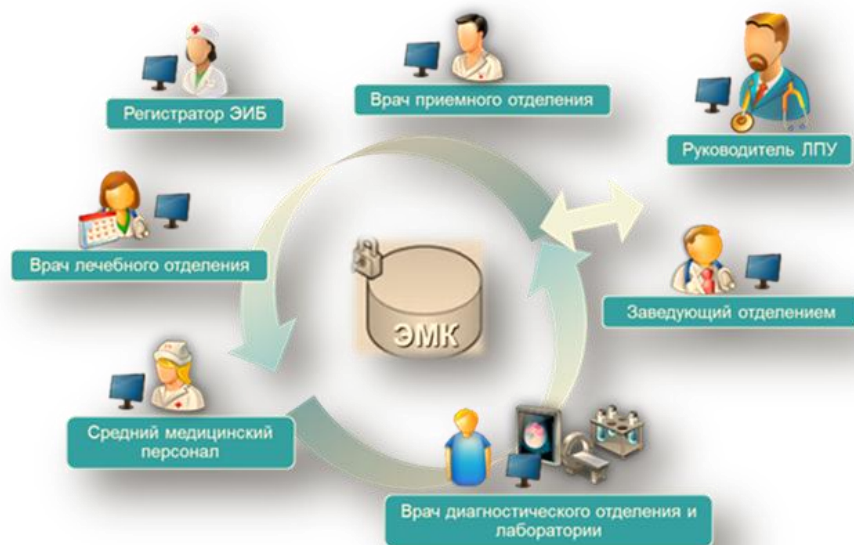 Регистратор ЭИБ
Врач приемного отделения
Руководитель ЛПУ
Врач лечебного отделения
Заведующий отделением
ЭМК
Средний медицинский
персонал
Врач диагностического отделения и
лаборатории